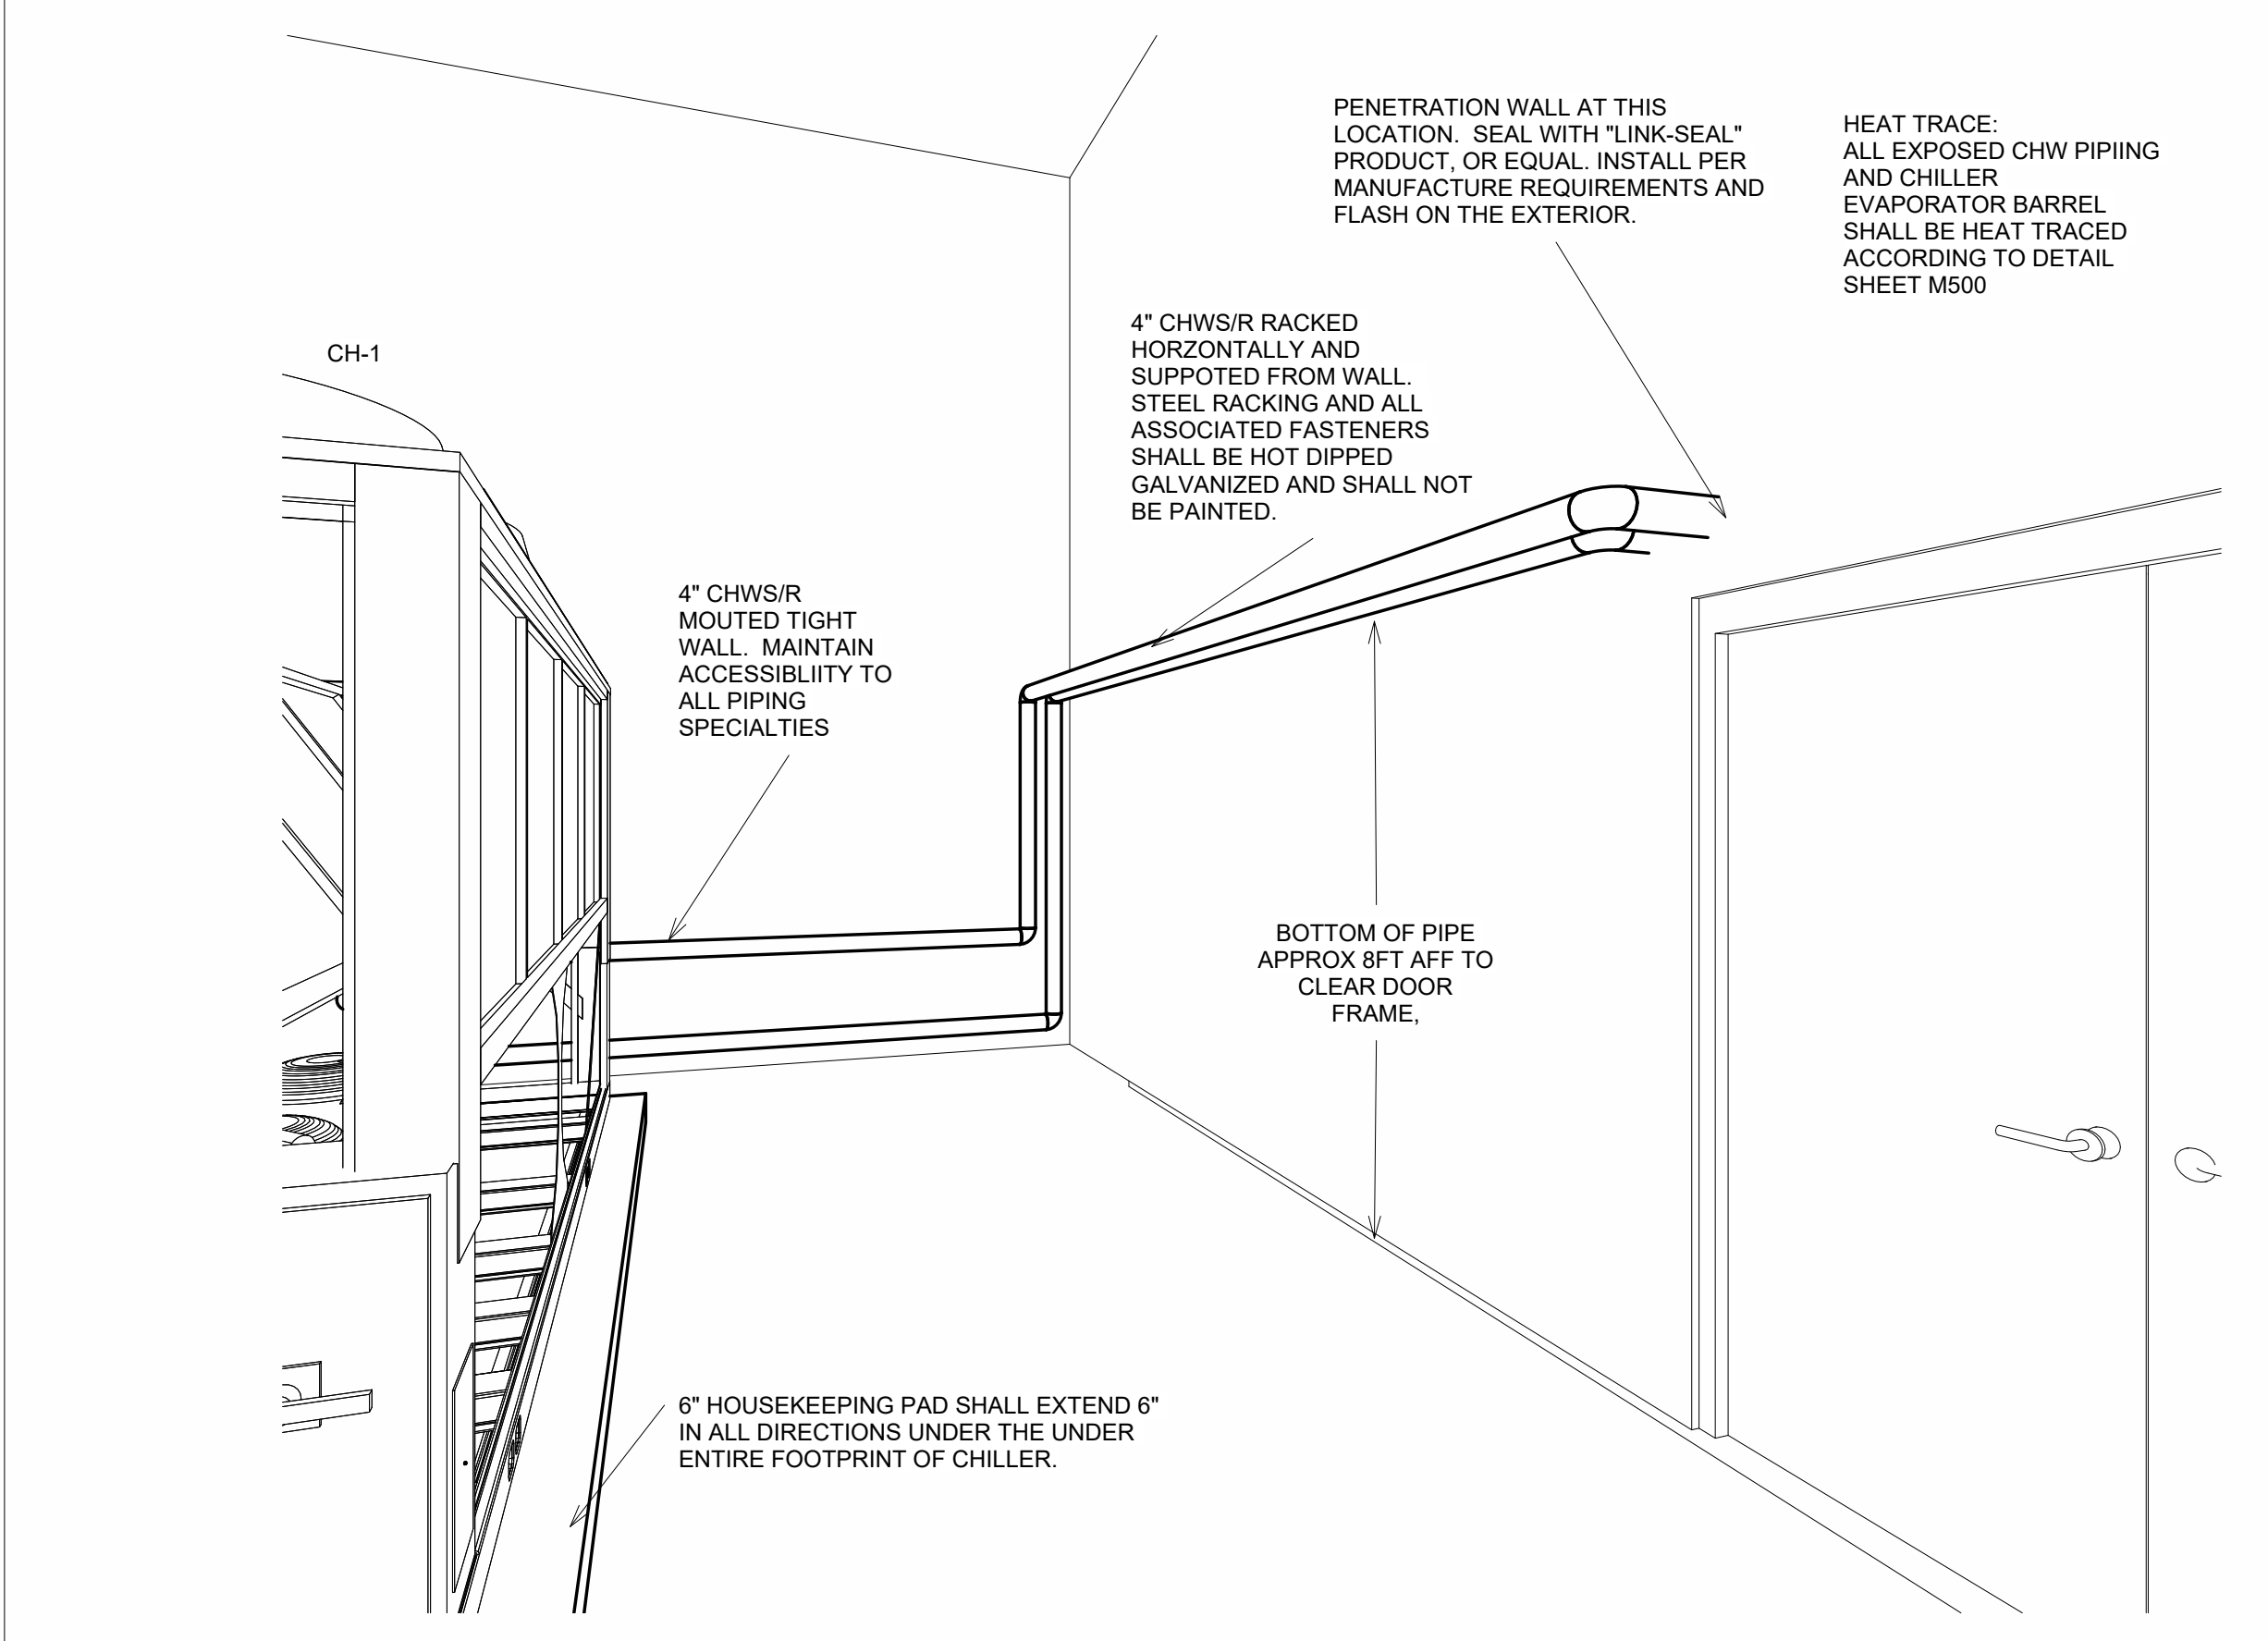 PENETRATION WALL AT THIS
LOCATION.  SEAL WITH "LINK-SEAL"
PRODUCT, OR EQUAL. INSTALL PER
MANUFACTURE REQUIREMENTS AND
FLASH ON THE EXTERIOR.
HEAT TRACE:
ALL EXPOSED CHW PIPIING
AND CHILLER
EVAPORATOR BARREL
SHALL BE HEAT TRACED
ACCORDING TO DETAIL
SHEET M500
4" CHWS/R RACKED
HORZONTALLY AND
SUPPOTED FROM WALL.
STEEL RACKING AND ALL
ASSOCIATED FASTENERS
SHALL BE HOT DIPPED
GALVANIZED AND SHALL NOT
BE PAINTED.
CH-1
4" CHWS/R
MOUTED TIGHT
WALL.  MAINTAIN
ACCESSIBLIITY TO
ALL PIPING
SPECIALTIES
BOTTOM OF PIPE
APPROX 8FT AFF TO
CLEAR DOOR
FRAME,
6" HOUSEKEEPING PAD SHALL EXTEND 6"
IN ALL DIRECTIONS UNDER THE UNDER
ENTIRE FOOTPRINT OF CHILLER.